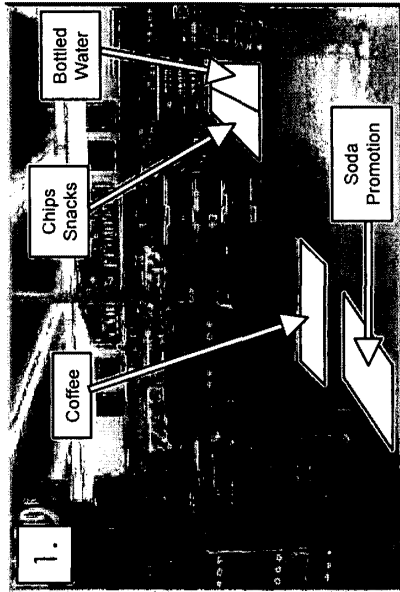 1.
Coffee
Chips
Snacks
Bottled
Water
Soda
Promotion